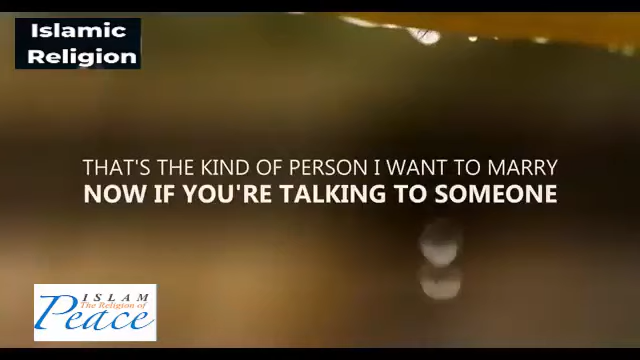 Islamic
Religion
THAT'S THE KIND OF PERSON I WANT TO MARRY
NOW IF YOU'RE TALKING TO SOMEONE
ISLAM
The Religion of
Peace